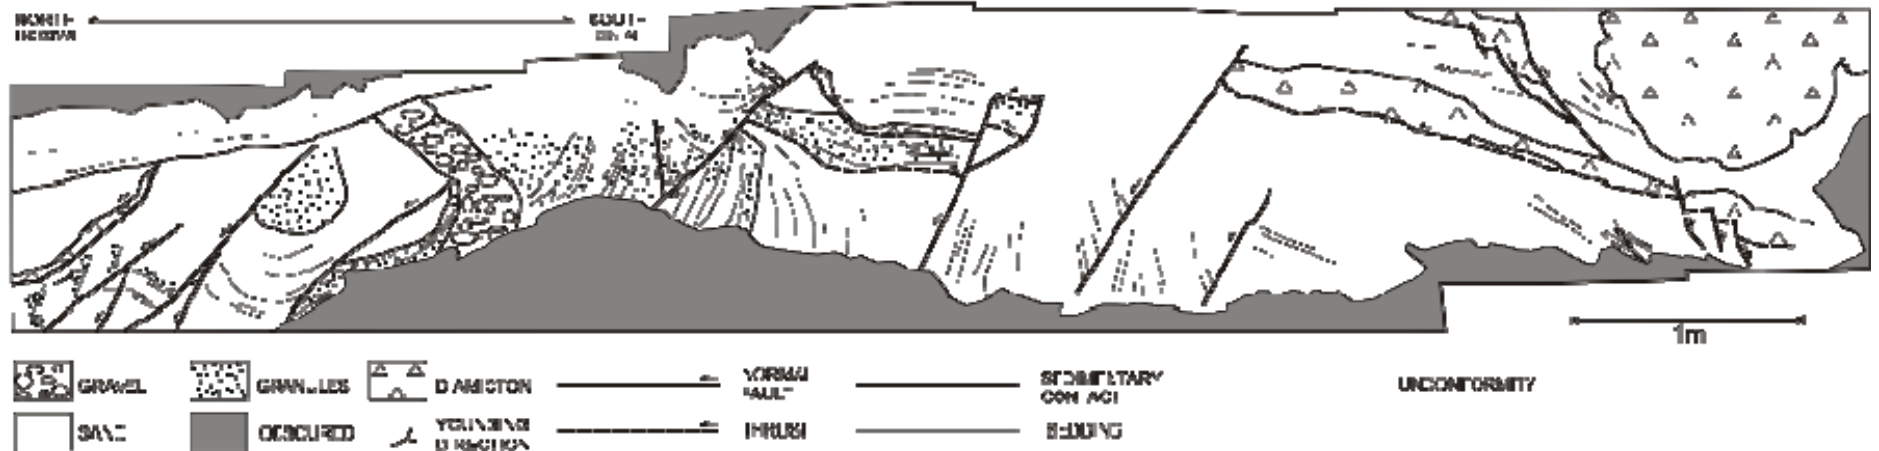 NORTH- SOUTH-
1m
GRAVEL
GRANULES
DIAMICTON
NORMAL
FAULT
SEDIMENTARY
CONTACT
UNCONFORMITY
SAND
OBSCURED
YOUNGING
DIRECTION
THRUST
BEDDING